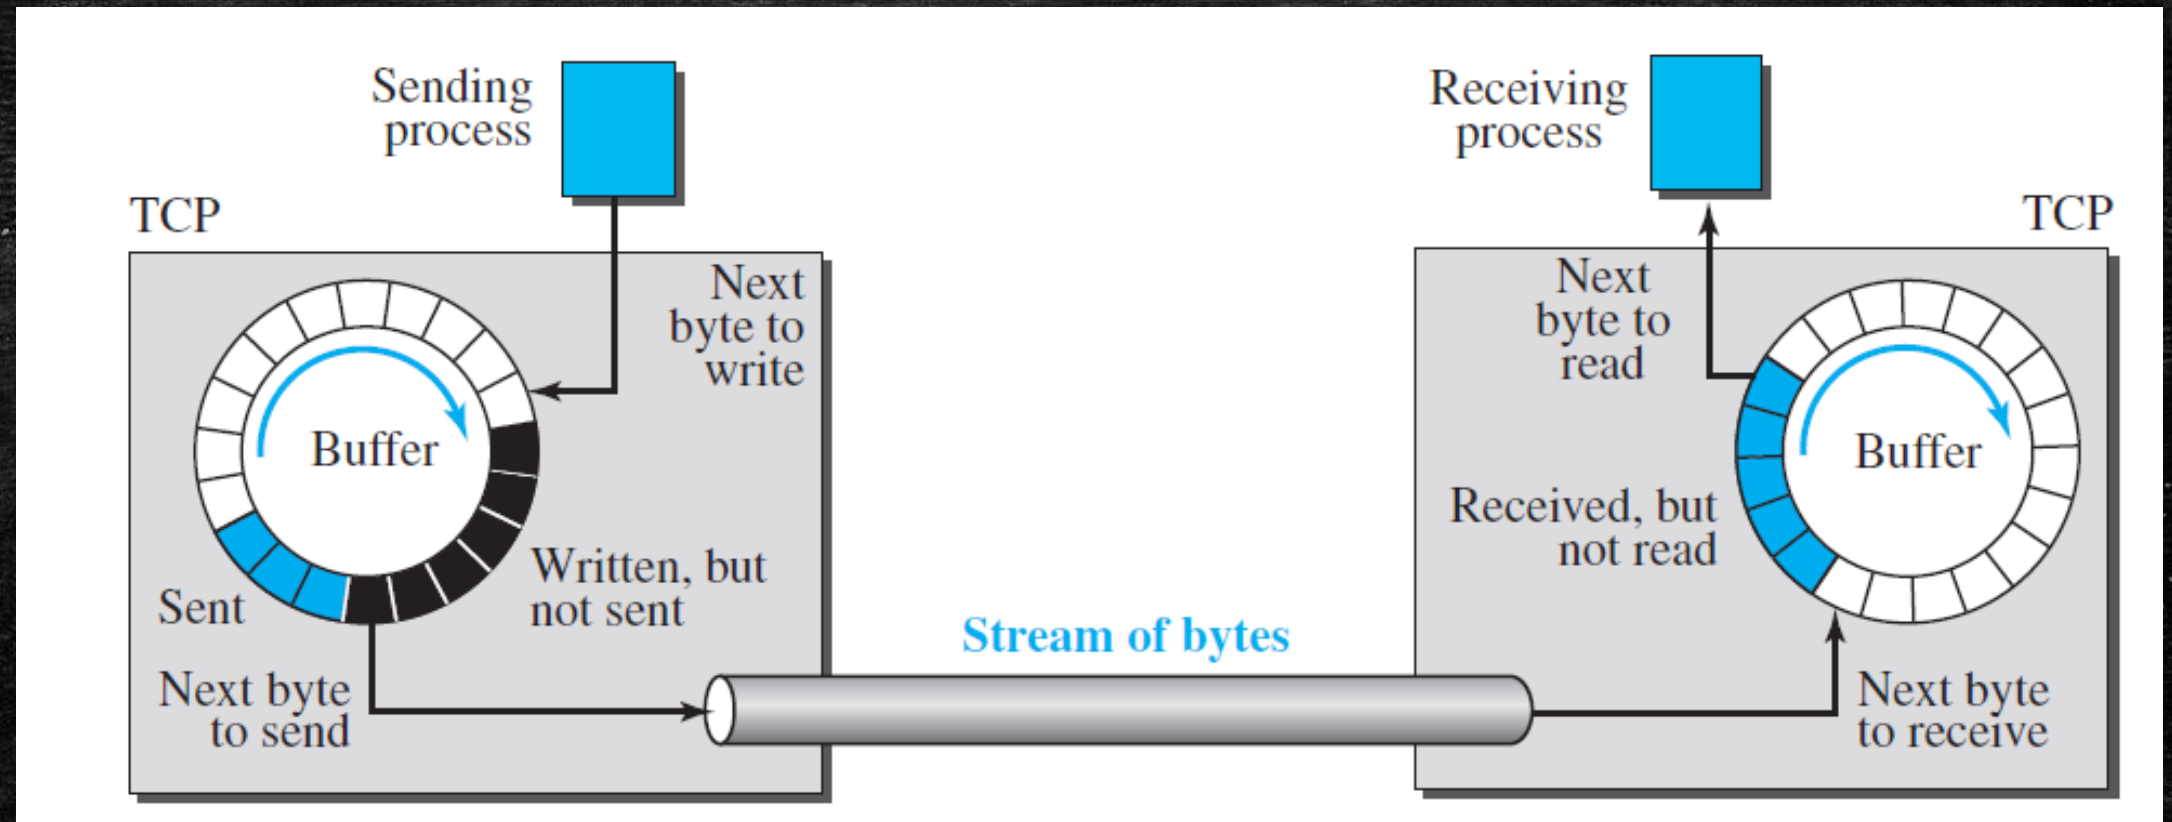 Sending
process
Receiving
process
TCP
TCP
Next
byte to
write
Next
byte to
read
Buffer
Buffer
Received, but
not read
Written, but
not sent
Sent
Stream of bytes
Next byte
to send
Next byte
to receive